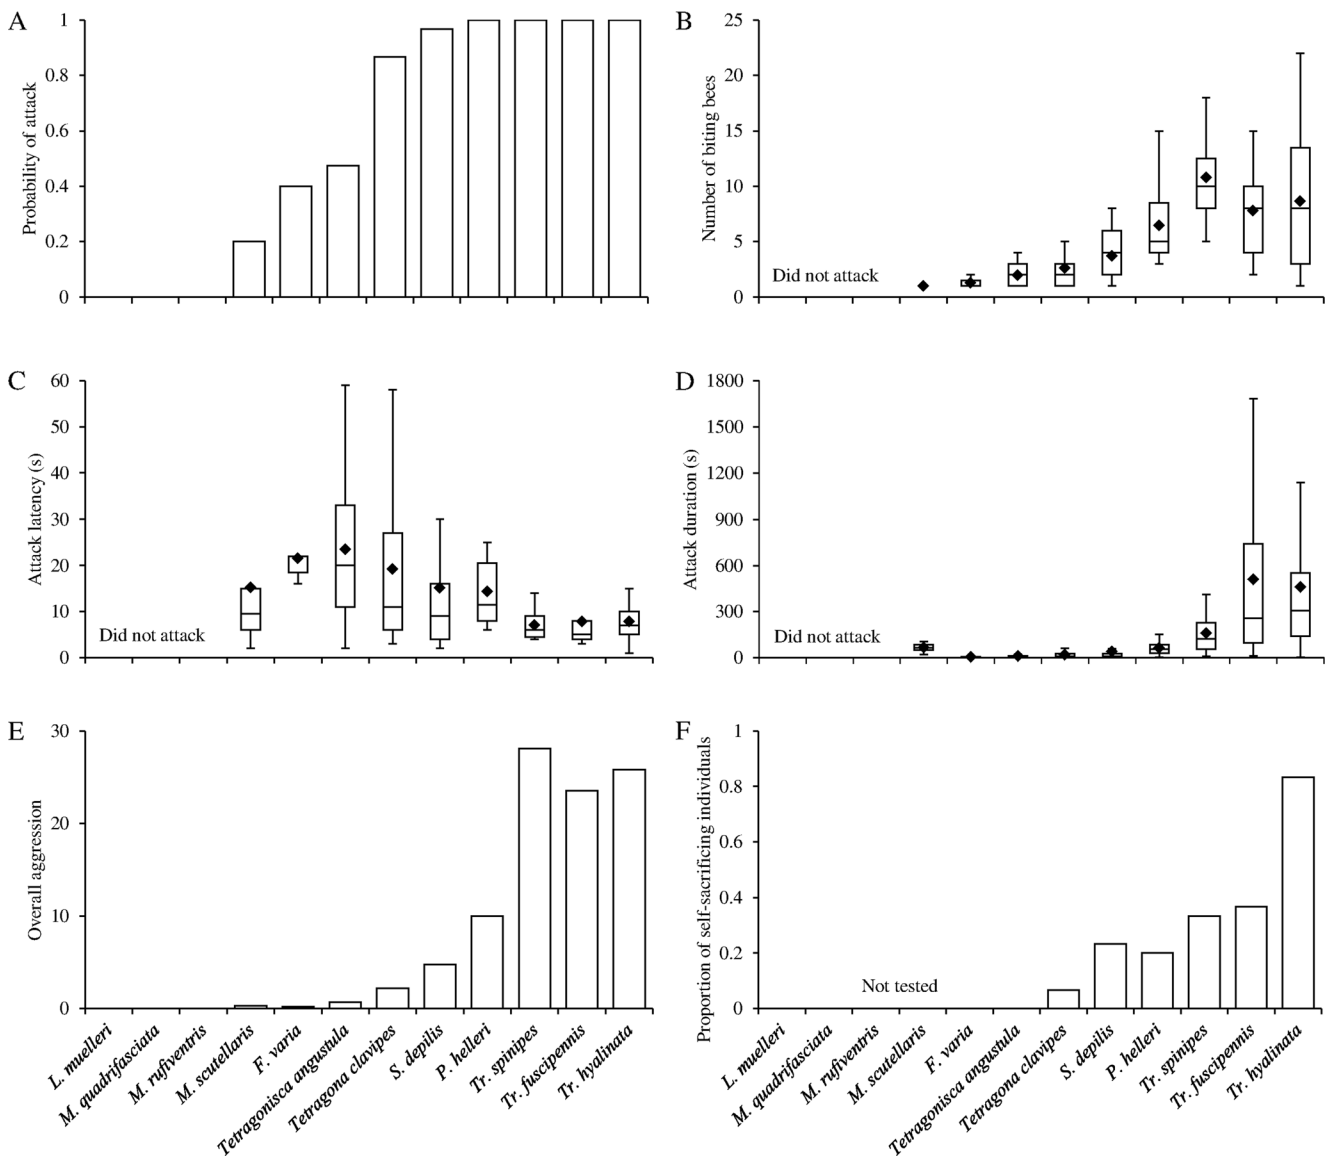 A
Probability of attack
1
0.8
0.6
0.4
0.2
0
B
Number of biting bees
25
20
15
10
5
0
Did not attack
C
Attack latency (s)
60
50
40
30
20
10
0
Did not attack
D
Attack duration (s)
1800
1500
1200
900
600
300
0
Did not attack
E
Overall aggression
30
20
10
0
L. muelleri
M. quadrifasciata
M. rufiventris
M. scutellaris
F. varia
Tetragonisca angustula
Tetragona clavipes
S. depilis
P. helleri
Tr. spinipes
Tr. fuscipennis
Tr. hyalinata
F
Proportion of self-sacrificing individuals
1
0.8
0.6
0.4
0.2
0
Not tested
L. muelleri
M. quadrifasciata
M. rufiventris
M. scutellaris
F. varia
Tetragonisca angustula
Tetragona clavipes
S. depilis
P. helleri
Tr. spinipes
Tr. fuscipennis
Tr. hyalinata